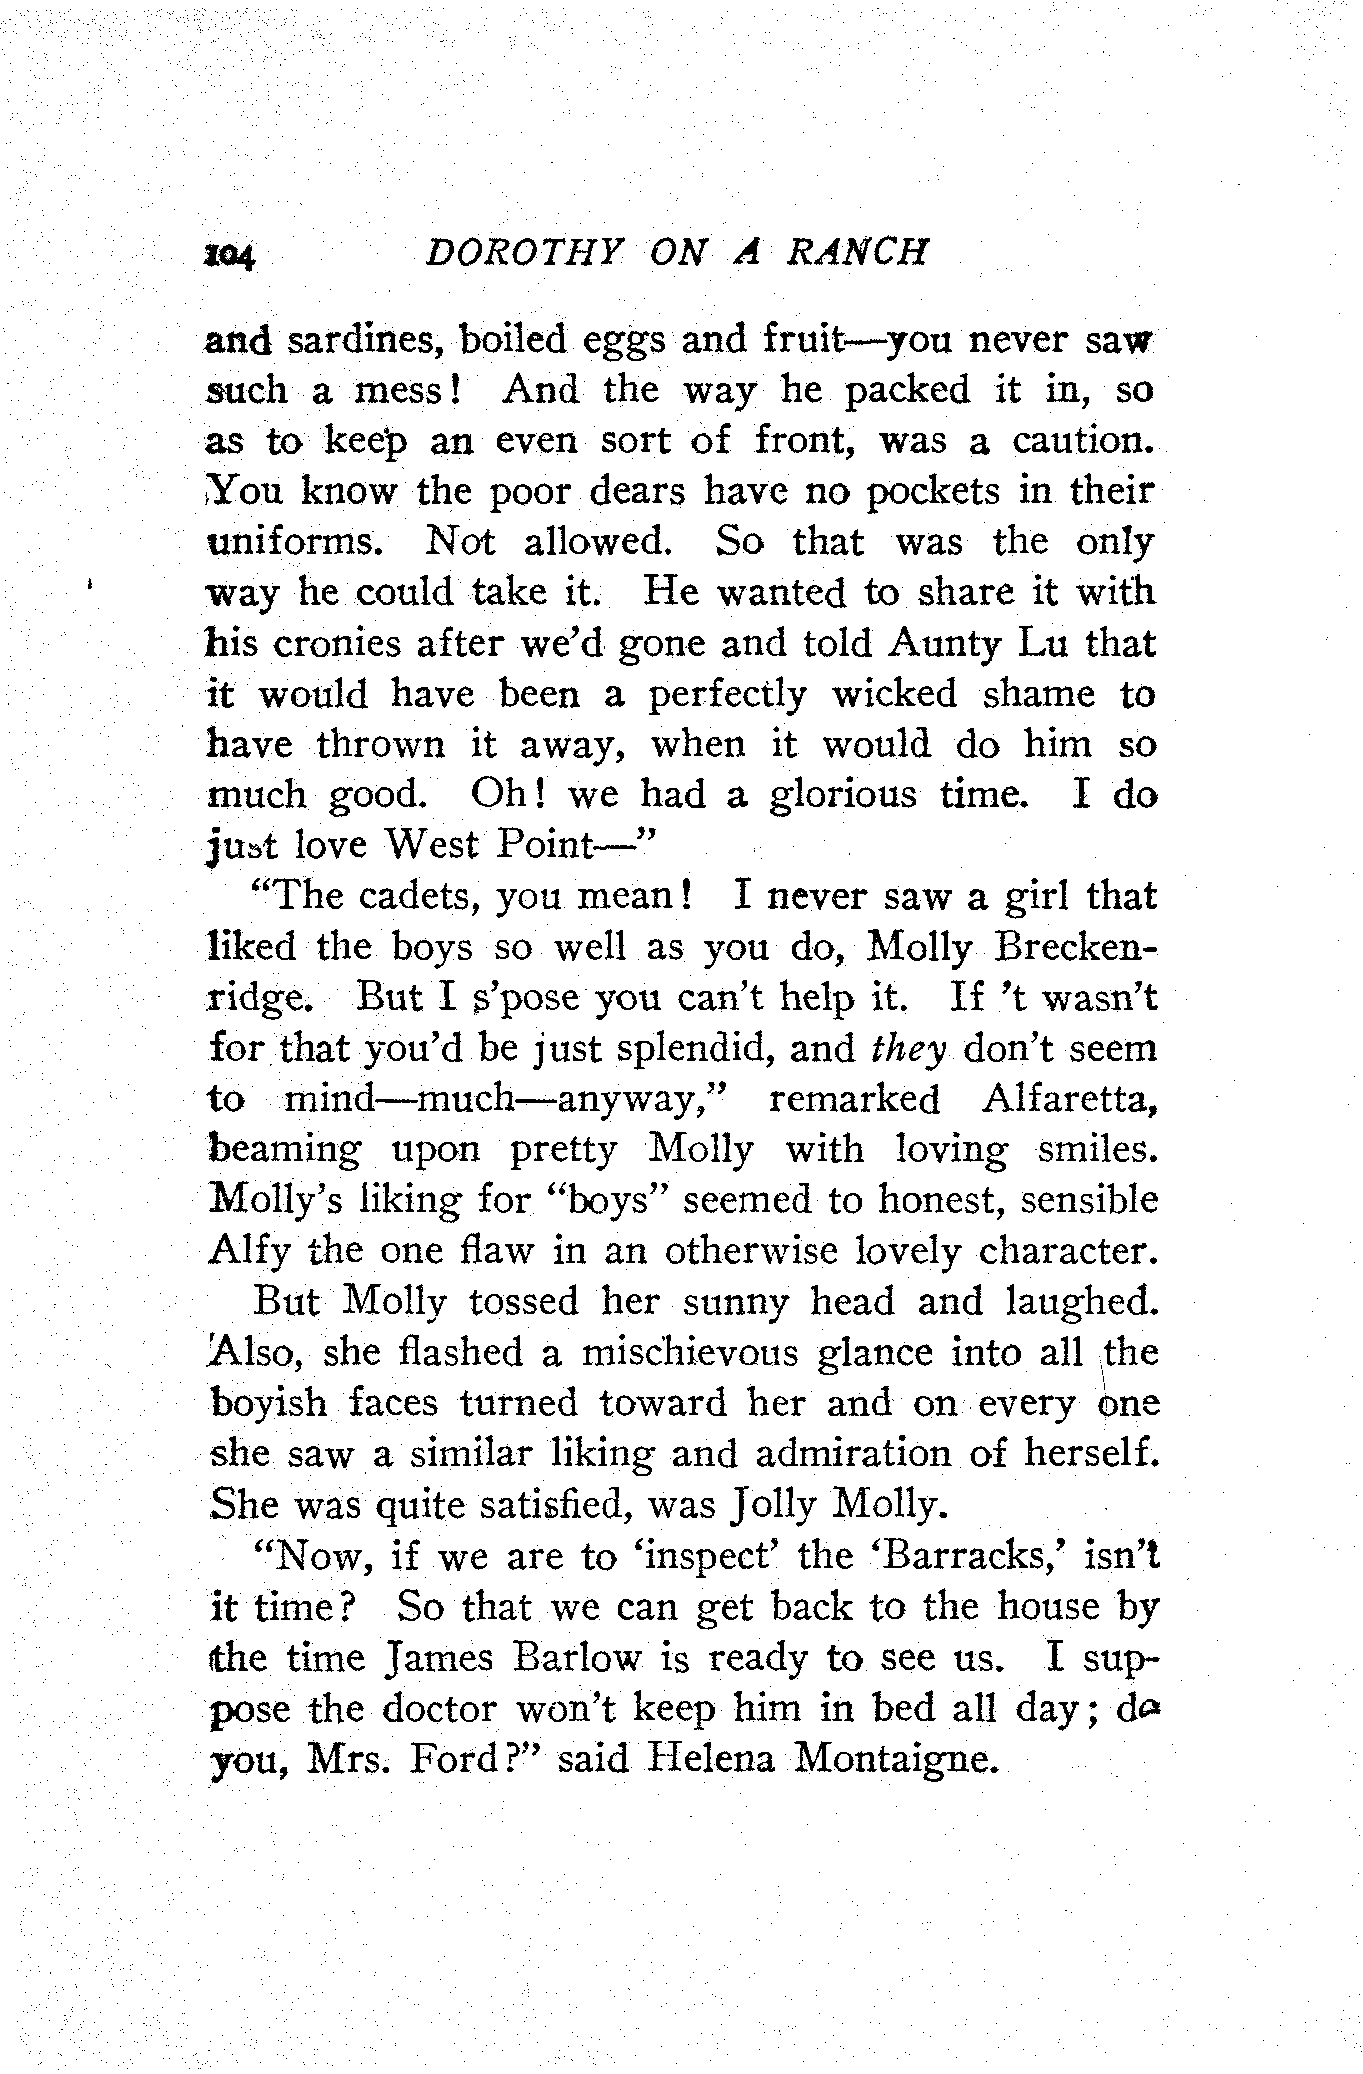 104 DOROTHY ON A RANCH
and sardines, boiled eggs and fruit—you never saw
such a mess! And the way he packed it in, so
as to keep an even sort of front, was a caution.
You know the poor dears have no pockets in their
uniforms. Not allowed. So that was the only
way he could take it. He wanted to share it with
his cronies after we'd gone and told Aunty Lu that
it would have been a perfectly wicked shame to
have thrown it away, when it would do him so
much good. Oh! we had a glorious time. I do
just love West Point—"
"The cadets, you mean! I never saw a girl that
liked the boys so well as you do, Molly Brecken-
ridge. But I s'pose you can't help it. If 't wasn't
for that you'd be just splendid, and they don't seem
to mind—much—anyway," remarked Alfaretta,
beaming upon pretty Molly with loving smiles.
Molly's liking for "boys" seemed to honest, sensible
Alfy the one flaw in an otherwise lovely character.
But Molly tossed her sunny head and laughed.
Also, she flashed a mischievous glance into all the
boyish faces turned toward her and on every one
she saw a similar liking and admiration of herself.
She was quite satisfied, was Jolly Molly.
"Now, if we are to 'inspect' the 'Barracks,' isn't
it time? So that we can get back to the house by
the time James Barlow is ready to see us. I sup-
pose the doctor won't keep him in bed all day; do
you, Mrs. Ford?" said Helena Montaigne.